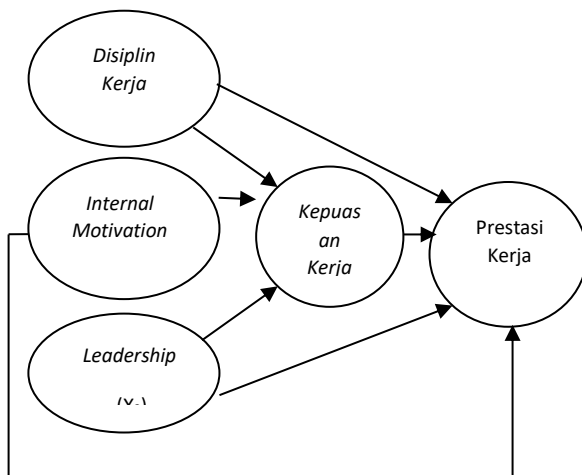 Disiplin
Kerja
Internal
Motivation
Kepuas
an
Kerja
Prestasi
Kerja
Leadership